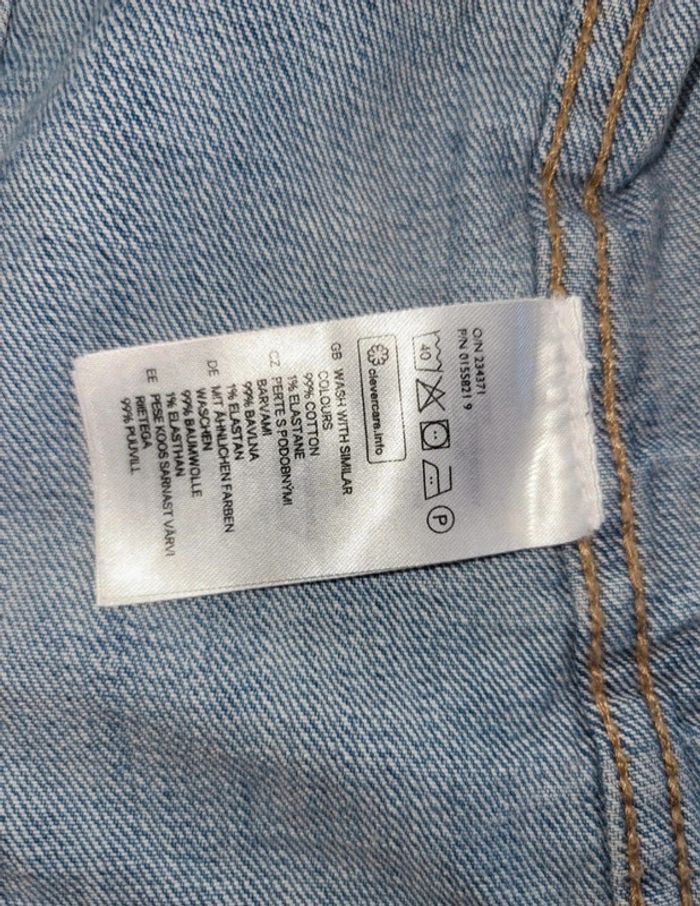 O/N 234371
P/N 0155821 9
40
P
clevercare.info
GB WASH WITH SIMILAR
COLOURS
99% COTTON
1% ELASTANE
CZ PERTE S PODOBNÝMI
BARVAMI
99% BAVLNA
1% ELASTAN
DE MIT ÄHNLICHEN FARBEN
WASCHEN
99% BAUMWOLLE
1% ELASTHAN
EE PESE KOOS SARNAST VÄRVI
RIIETEGA
99% PUUVILL